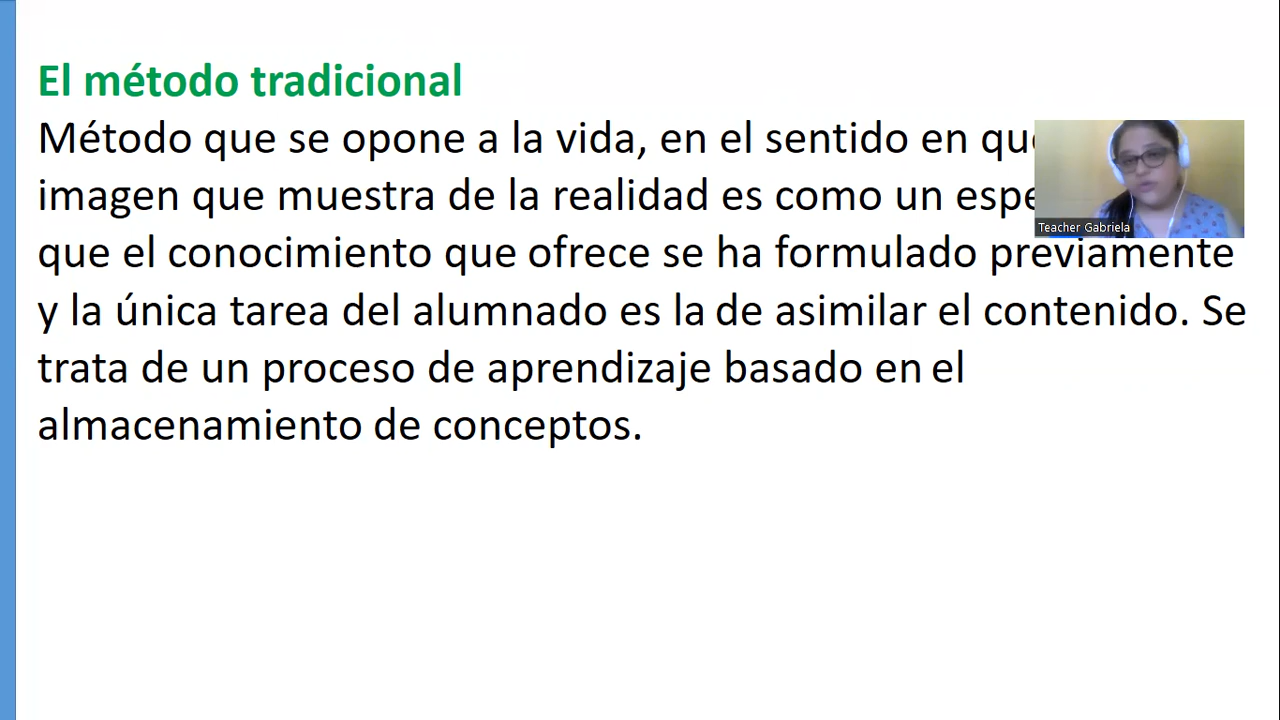 El método tradicional
Método que se opone a la vida, en el sentido en
imagen que muestra de la realidad es como un
Teacher Gabriela
que el conocimiento que ofrece se ha formulado previamente
y la única tarea del alumnado es la de asimilar el contenido. Se
trata de un proceso de aprendizaje basado en el
almacenamiento de conceptos.